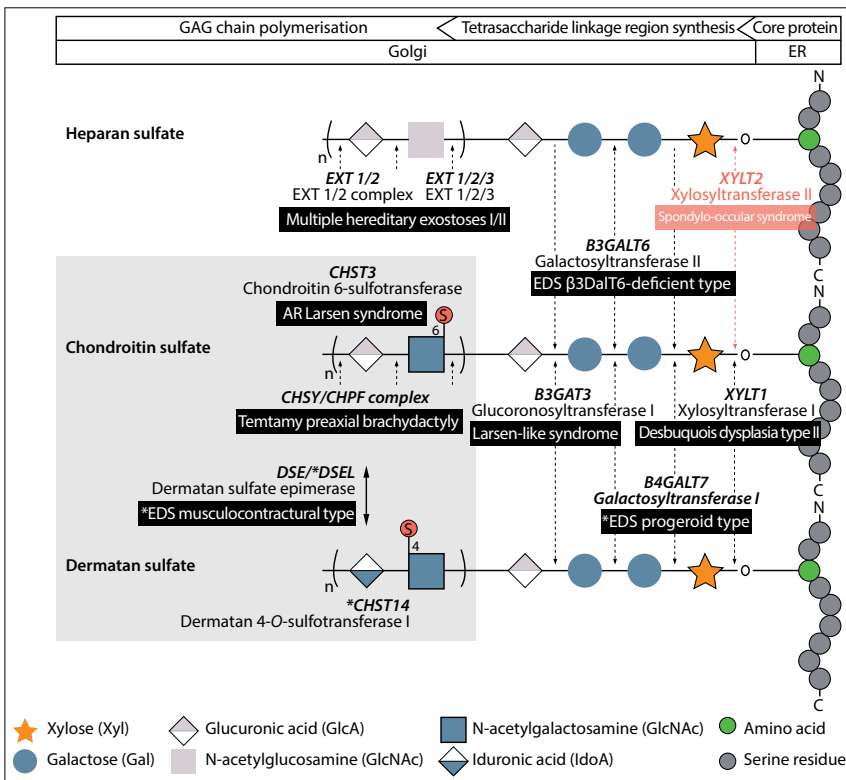 GAG chain polymerisation
Tetrasaccharide linkage region synthesis
Core protein
Golgi
ER
N
Heparan sulfate
n
O
EXT 1/2
EXT 1/2 complex
EXT 1/2/3
EXT 1/2/3
Multiple hereditary exostoses I/II
XYLT2
Xylosyltransferase II
Spondylo-occular syndrome
B3GALT6
Galactosyltransferase II
EDS β3DalT6-deficient type
C
N
CHST3
Chondroitin 6-sulfotransferase
AR Larsen syndrome
S
6
Chondroitin sulfate
n
O
CHSY/CHPF complex
Temtamy preaxial brachydactyly
B3GAT3
Glucoronosyltransferase I
Larsen-like syndrome
XYLT1
Xylosyltransferase I
Desbuquois dysplasia type II
DSE/*DSEL
Dermatan sulfate epimerase
*EDS musculocontractural type
B4GALT7
Galactosyltransferase I
*EDS progeroid type
C
N
S
4
Dermatan sulfate
n
O
*CHST14
Dermatan 4-O-sulfotransferase I
C
Xylose (Xyl)
Glucuronic acid (GlcA)
N-acetylgalactosamine (GlcNAc)
Amino acid
Galactose (Gal)
N-acetylglucosamine (GlcNAc)
Iduronic acid (IdoA)
Serine residue